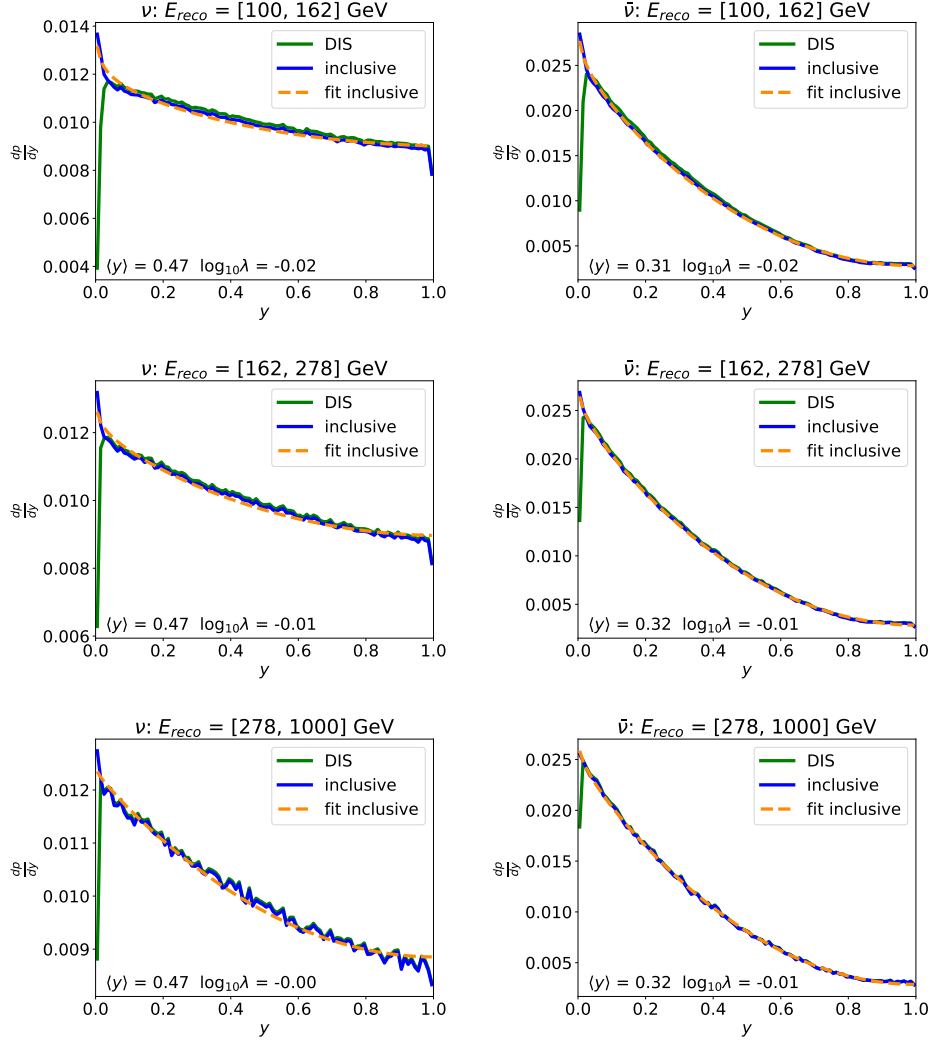 ν: E_reco = [100, 162] GeV
0.014
0.012
0.010
0.008
0.006
0.004
dp/dy
DIS
inclusive
fit inclusive
⟨y⟩ = 0.47 log₁₀λ = -0.02
0.0 0.2 0.4 0.6 0.8 1.0
y
ν̄: E_reco = [100, 162] GeV
0.025
0.020
0.015
0.010
0.005
dp/dy
DIS
inclusive
fit inclusive
⟨y⟩ = 0.31 log₁₀λ = -0.02
0.0 0.2 0.4 0.6 0.8 1.0
y
ν: E_reco = [162, 278] GeV
0.012
0.010
0.008
0.006
dp/dy
DIS
inclusive
fit inclusive
⟨y⟩ = 0.47 log₁₀λ = -0.01
0.0 0.2 0.4 0.6 0.8 1.0
y
ν̄: E_reco = [162, 278] GeV
0.025
0.020
0.015
0.010
0.005
dp/dy
DIS
inclusive
fit inclusive
⟨y⟩ = 0.32 log₁₀λ = -0.01
0.0 0.2 0.4 0.6 0.8 1.0
y
ν: E_reco = [278, 1000] GeV
0.012
0.011
0.010
0.009
dp/dy
DIS
inclusive
fit inclusive
⟨y⟩ = 0.47 log₁₀λ = -0.00
0.0 0.2 0.4 0.6 0.8 1.0
y
ν̄: E_reco = [278, 1000] GeV
0.025
0.020
0.015
0.010
0.005
dp/dy
DIS
inclusive
fit inclusive
⟨y⟩ = 0.32 log₁₀λ = -0.01
0.0 0.2 0.4 0.6 0.8 1.0
y